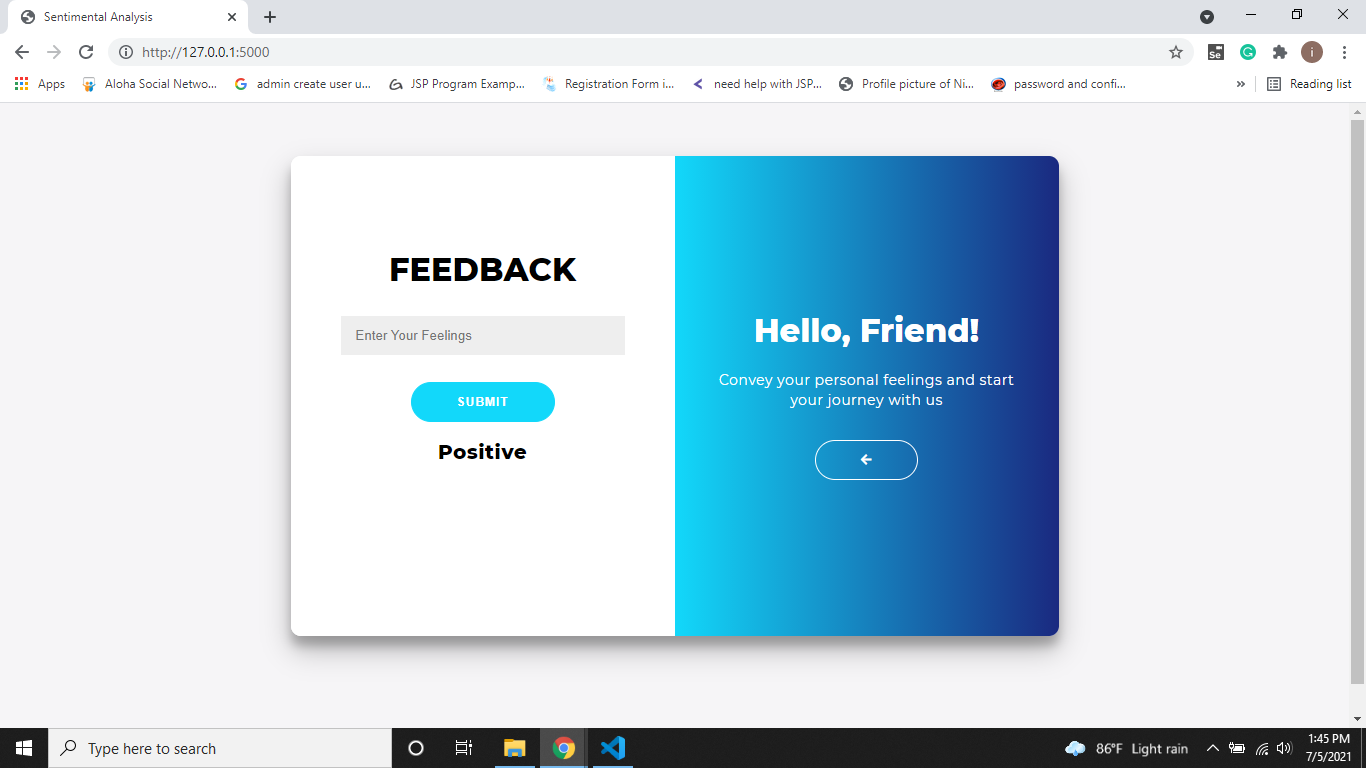 Sentimental Analysis
http://127.0.0.1:5000
Se
G
i
Apps
Aloha Social Netwo...
admin create user u...
JSP Program Examp...
Registration Form i...
need help with JSP...
Profile picture of Ni...
password and confi...
»
Reading list
FEEDBACK
Enter Your Feelings
SUBMIT
Positive
Hello, Friend!
Convey your personal feelings and start
your journey with us
Type here to search
86°F Light rain
1:45 PM
7/5/2021